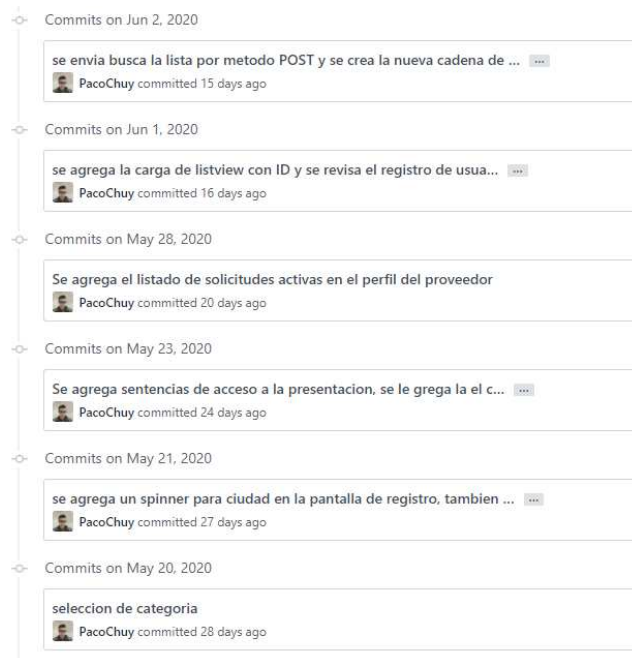 Commits on Jun 2, 2020
se envia busca la lista por metodo POST y se crea la nueva cadena de ... ...
PacoChuy committed 15 days ago
Commits on Jun 1, 2020
se agrega la carga de listview con ID y se revisa el registro de usua... ...
PacoChuy committed 16 days ago
Commits on May 28, 2020
Se agrega el listado de solicitudes activas en el perfil del proveedor
PacoChuy committed 20 days ago
Commits on May 23, 2020
Se agrega sentencias de acceso a la presentacion, se le grega la el c... ...
PacoChuy committed 24 days ago
Commits on May 21, 2020
se agrega un spinner para ciudad en la pantalla de registro, tambien ... ...
PacoChuy committed 27 days ago
Commits on May 20, 2020
seleccion de categoria
PacoChuy committed 28 days ago